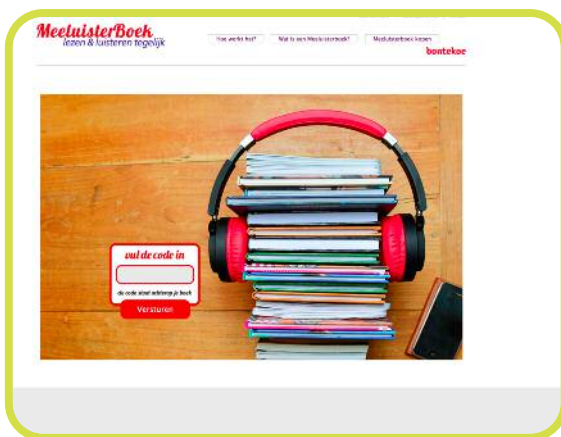 MeeluisterBoek
lezen & luisteren tegelijk
Hoe werkt het?
Wat is een Meeluisterboek?
Meeluisterboek kopen
bontekoe
vul de code in
de code staat achterop je boek
Versturen